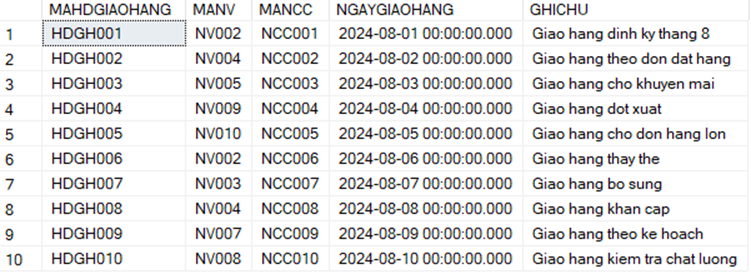 MAHDGIAOHANG MANV MANCC NGAYGIAOHANG GHICHU
1 HDGH001 NV002 NCC001 2024-08-01 00:00:00.000 Giao hang dinh ky thang 8
2 HDGH002 NV004 NCC002 2024-08-02 00:00:00.000 Giao hang theo don dat hang
3 HDGH003 NV005 NCC003 2024-08-03 00:00:00.000 Giao hang cho khuyen mai
4 HDGH004 NV009 NCC004 2024-08-04 00:00:00.000 Giao hang dot xuat
5 HDGH005 NV010 NCC005 2024-08-05 00:00:00.000 Giao hang cho don hang lon
6 HDGH006 NV002 NCC006 2024-08-06 00:00:00.000 Giao hang thay the
7 HDGH007 NV003 NCC007 2024-08-07 00:00:00.000 Giao hang bo sung
8 HDGH008 NV004 NCC008 2024-08-08 00:00:00.000 Giao hang khan cap
9 HDGH009 NV007 NCC009 2024-08-09 00:00:00.000 Giao hang theo ke hoach
10 HDGH010 NV008 NCC010 2024-08-10 00:00:00.000 Giao hang kiem tra chat luong